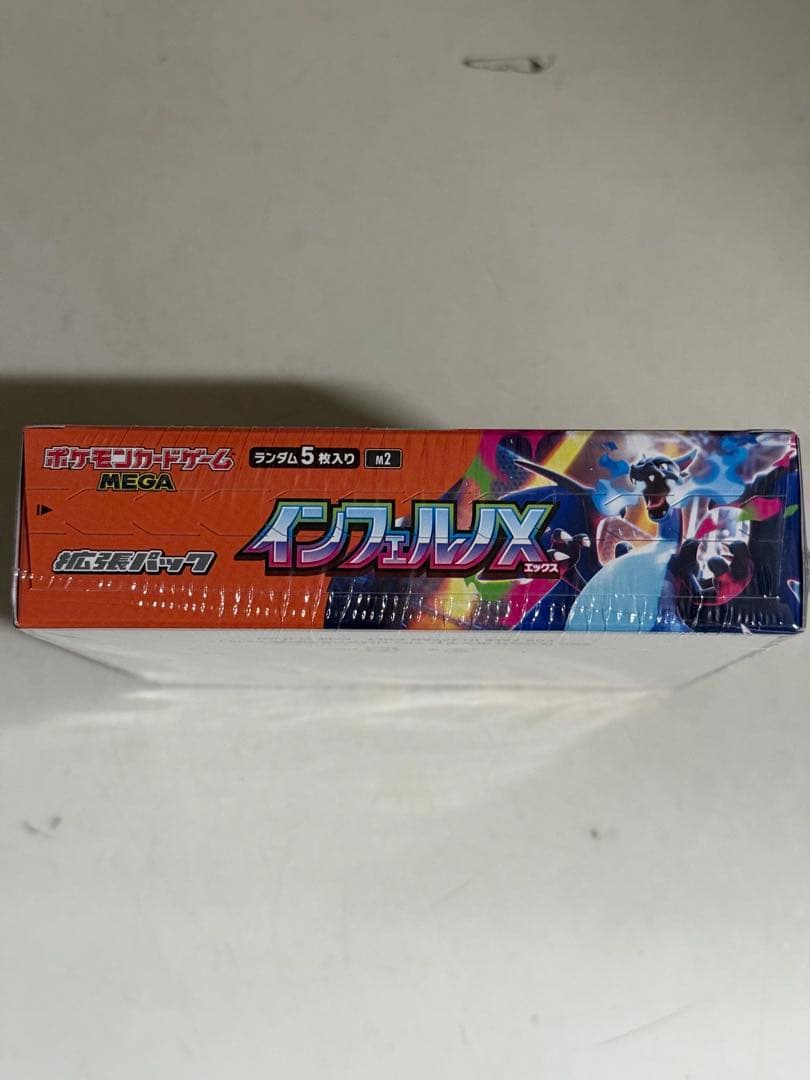 ポケモンカードゲーム
MEGA
ランダム5枚入り
M2
拡張パック
インフェルノX
エックス